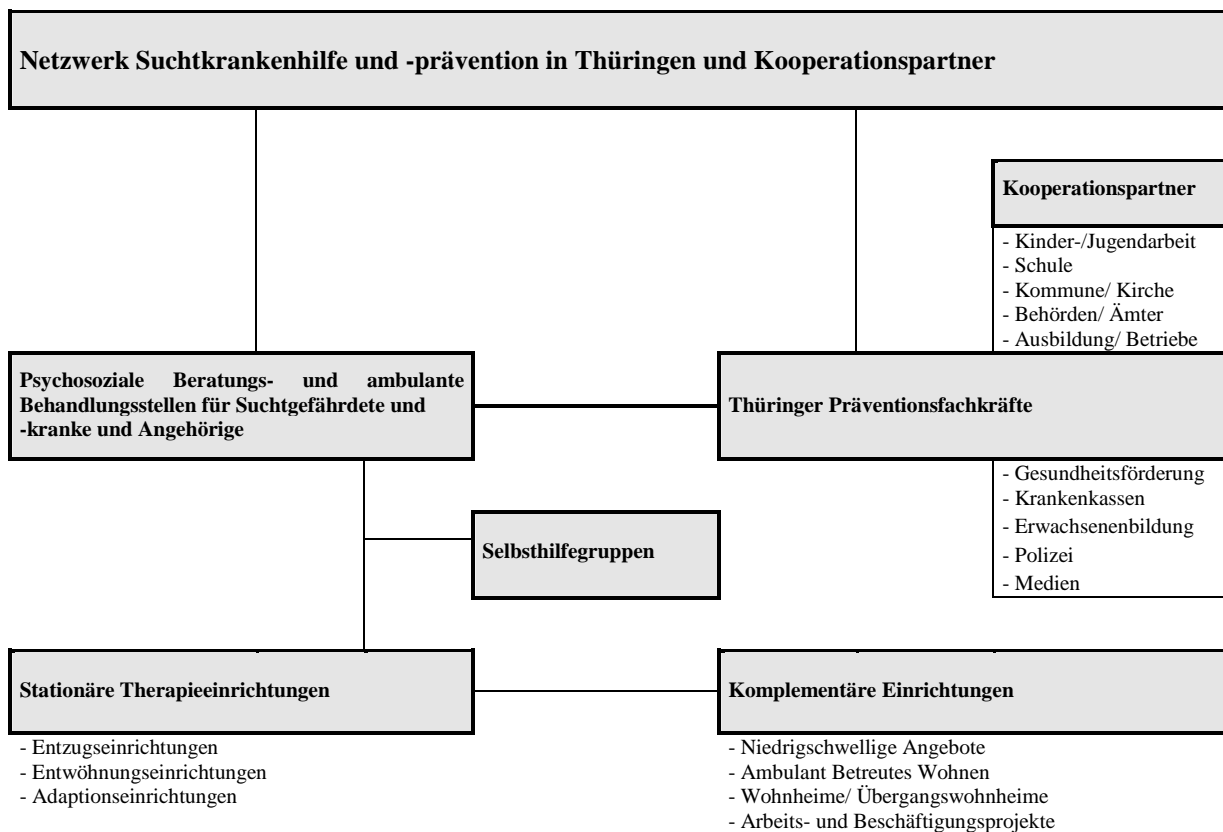 Netzwerk Suchtkrankenhilfe und -prävention in Thüringen und Kooperationspartner
Kooperationspartner
- Kinder-/Jugendarbeit
- Schule
- Kommune/ Kirche
- Behörden/ Ämter
- Ausbildung/ Betriebe
Psychosoziale Beratungs- und ambulante
Behandlungsstellen für Suchtgefährdete und
-kranke und Angehörige
Thüringer Präventionsfachkräfte
- Gesundheitsförderung
- Krankenkassen
- Erwachsenenbildung
- Polizei
- Medien
Selbsthilfegruppen
Stationäre Therapieeinrichtungen
- Entzugseinrichtungen
- Entwöhnungseinrichtungen
- Adaptionseinrichtungen
Komplementäre Einrichtungen
- Niedrigschwellige Angebote
- Ambulant Betreutes Wohnen
- Wohnheime/ Übergangswohnheime
- Arbeits- und Beschäftigungsprojekte